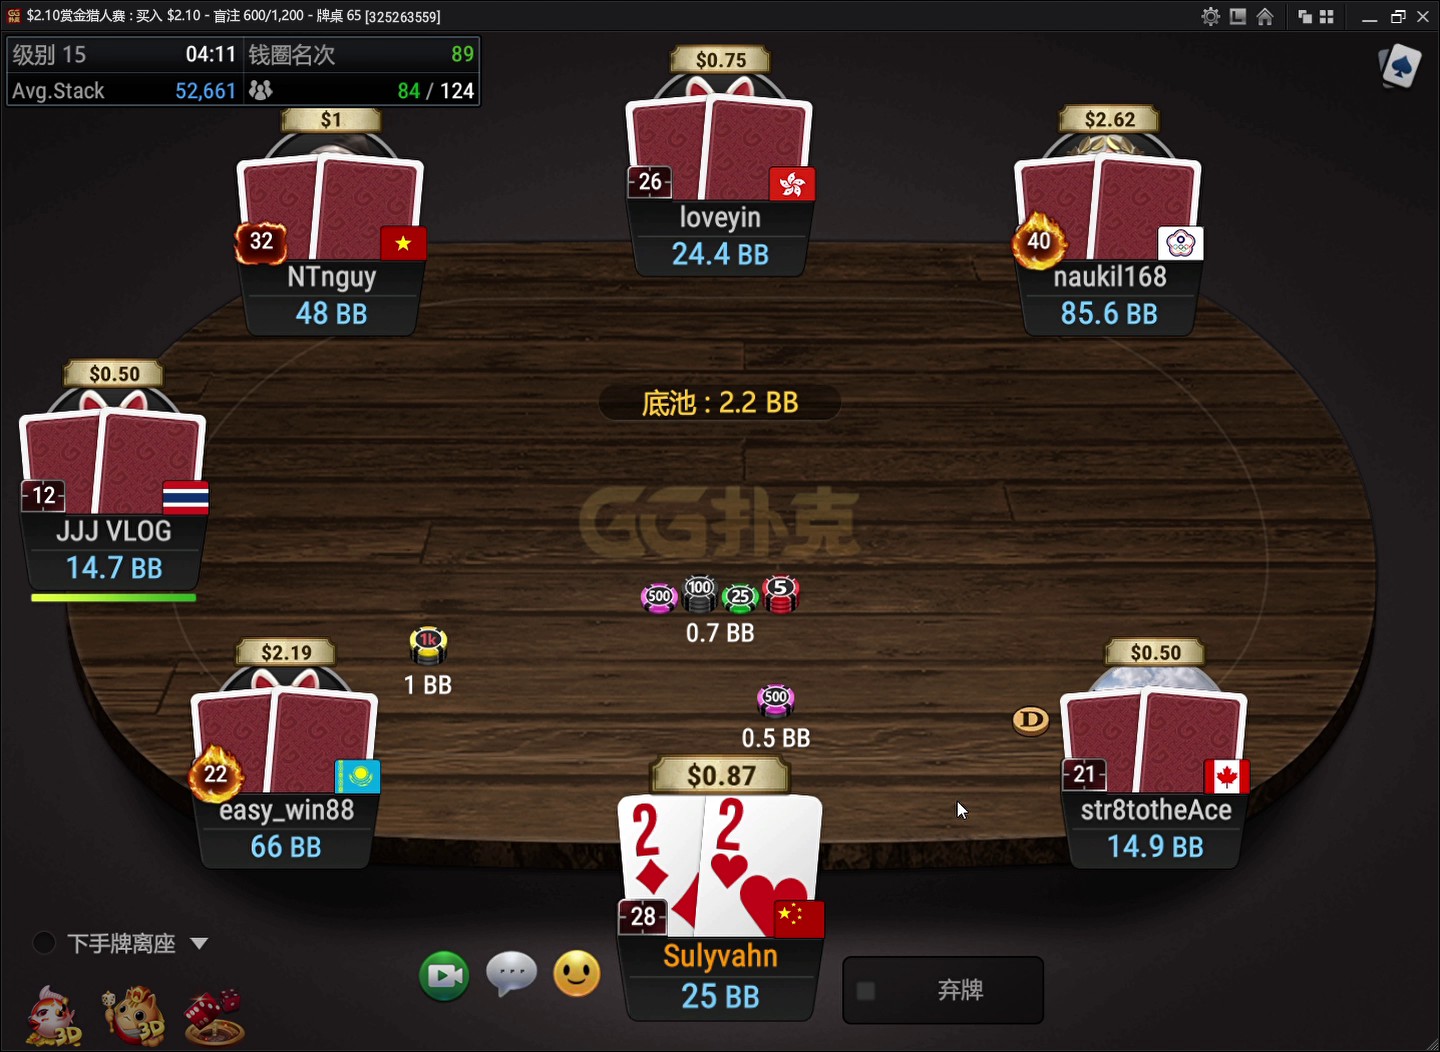 $2.10赏金猎人赛 : 买入 $2.10 - 盲注 600/1,200 - 牌桌 65 [325263559]
级别 15 04:11 钱圈名次 89
Avg.Stack 52,661 84 / 124
$0.75
26
loveyin
24.4 BB
$1
32
NTnguy
48 BB
$2.62
40
naukil168
85.6 BB
$0.50
12
JJJ VLOG
14.7 BB
底池 : 2.2 BB
GG扑克
500 100 25 5
0.7 BB
1k
1 BB
500
0.5 BB
D
$2.19
22
easy_win88
66 BB
$0.50
21
str8totheAce
14.9 BB
$0.87
2 2
28
Sulyvahn
25 BB
下手牌离座
弃牌
3D
3D